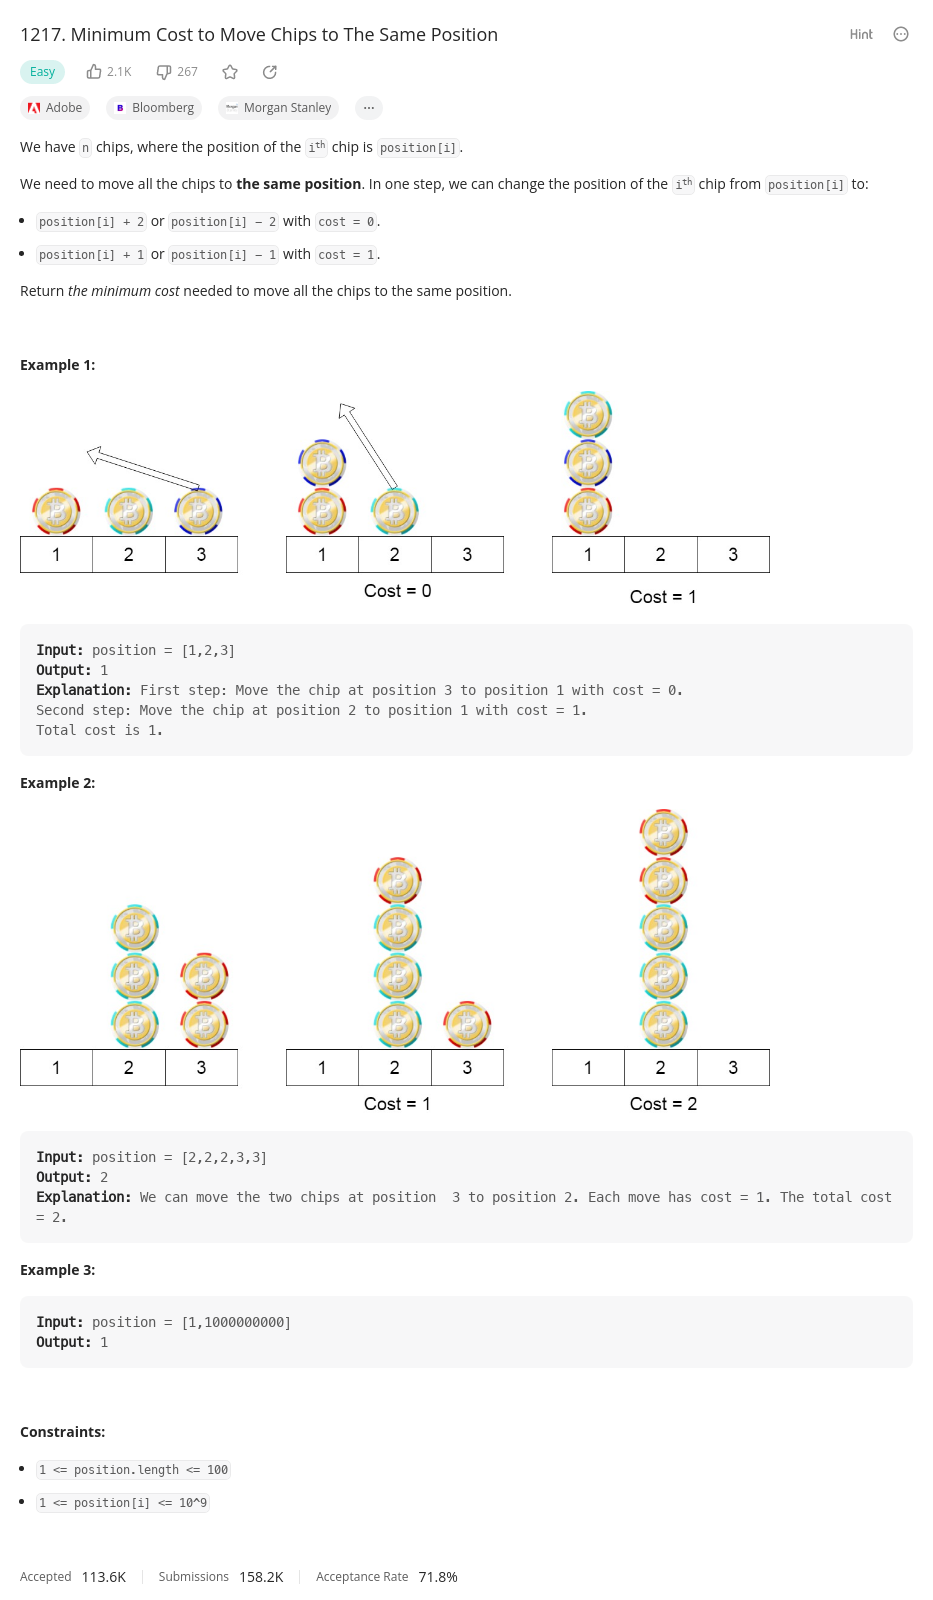 1217. Minimum Cost to Move Chips to The Same Position
Hint
Easy
2.1K
267
Adobe
B Bloomberg
Morgan Stanley
We have n chips, where the position of the iᵗʰ chip is position[i].
We need to move all the chips to the same position. In one step, we can change the position of the iᵗʰ chip from position[i] to:
position[i] + 2 or position[i] - 2 with cost = 0.
position[i] + 1 or position[i] - 1 with cost = 1.
Return the minimum cost needed to move all the chips to the same position.
Example 1:
1 2 3
1 2 3
1 2 3
Cost = 0
Cost = 1
Input: position = [1,2,3]
Output: 1
Explanation: First step: Move the chip at position 3 to position 1 with cost = 0.
Second step: Move the chip at position 2 to position 1 with cost = 1.
Total cost is 1.
Example 2:
1 2 3
1 2 3
1 2 3
Cost = 1
Cost = 2
Input: position = [2,2,2,3,3]
Output: 2
Explanation: We can move the two chips at position  3 to position 2. Each move has cost = 1. The total cost
= 2.
Example 3:
Input: position = [1,1000000000]
Output: 1
Constraints:
1 <= position.length <= 100
1 <= position[i] <= 10^9
Accepted 113.6K
Submissions 158.2K
Acceptance Rate 71.8%